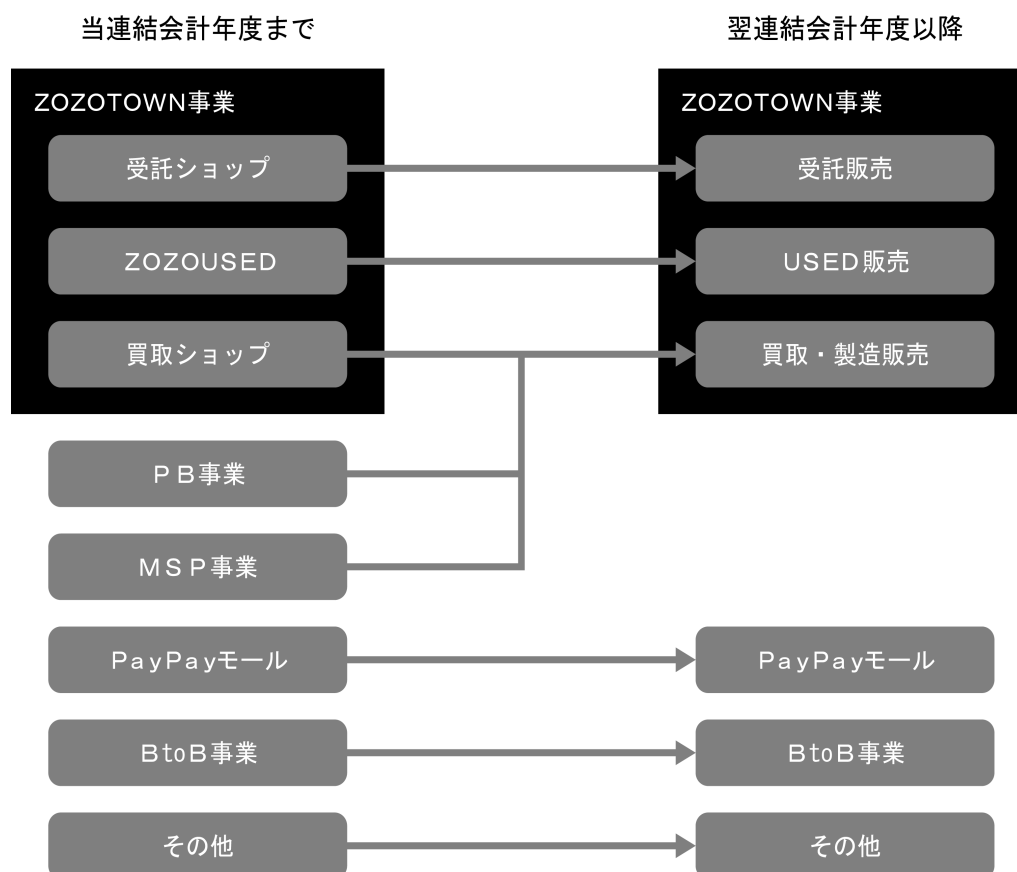 当連結会計年度まで
翌連結会計年度以降
ZOZOTOWN事業
ZOZOTOWN事業
受託ショップ
受託販売
ZOZOUSED
USED販売
買取ショップ
買取・製造販売
PB事業
MSP事業
PayPayモール
PayPayモール
BtoB事業
BtoB事業
その他
その他